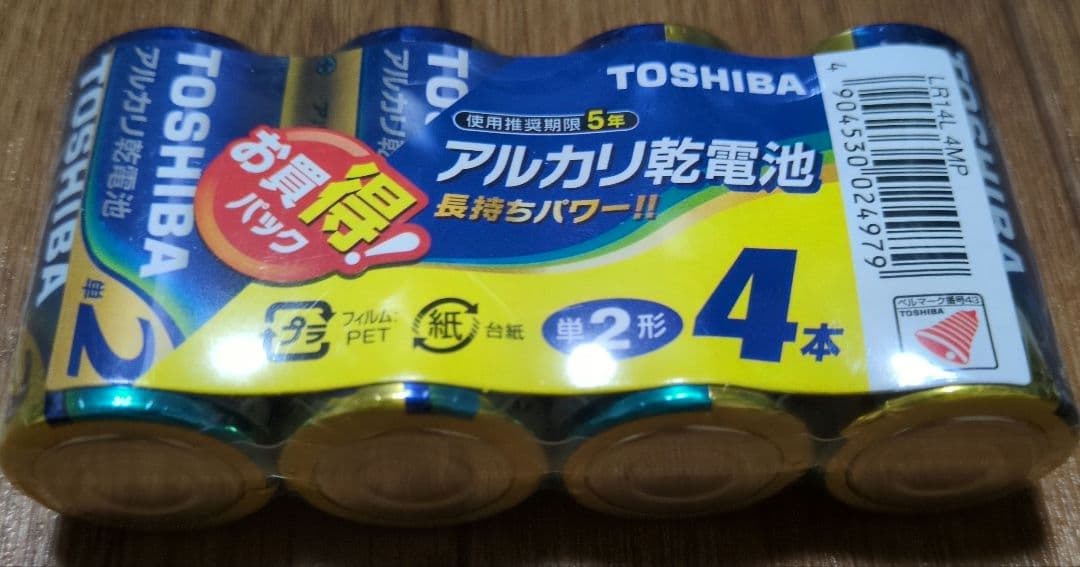 TOSHIBA
アルカリ乾電池
TOSHIBA
単2
アルカリ乾
TO
TOSHIBA
使用推奨期限5年
アルカリ乾電池
長持ちパワー!!
お買得!
パック
プラ
フィルム:
PET
紙
台紙
単2形
4本
LR14L 4MP
4 904530 024979
ベルマーク番号43
TOSHIBA
TOSHIBA